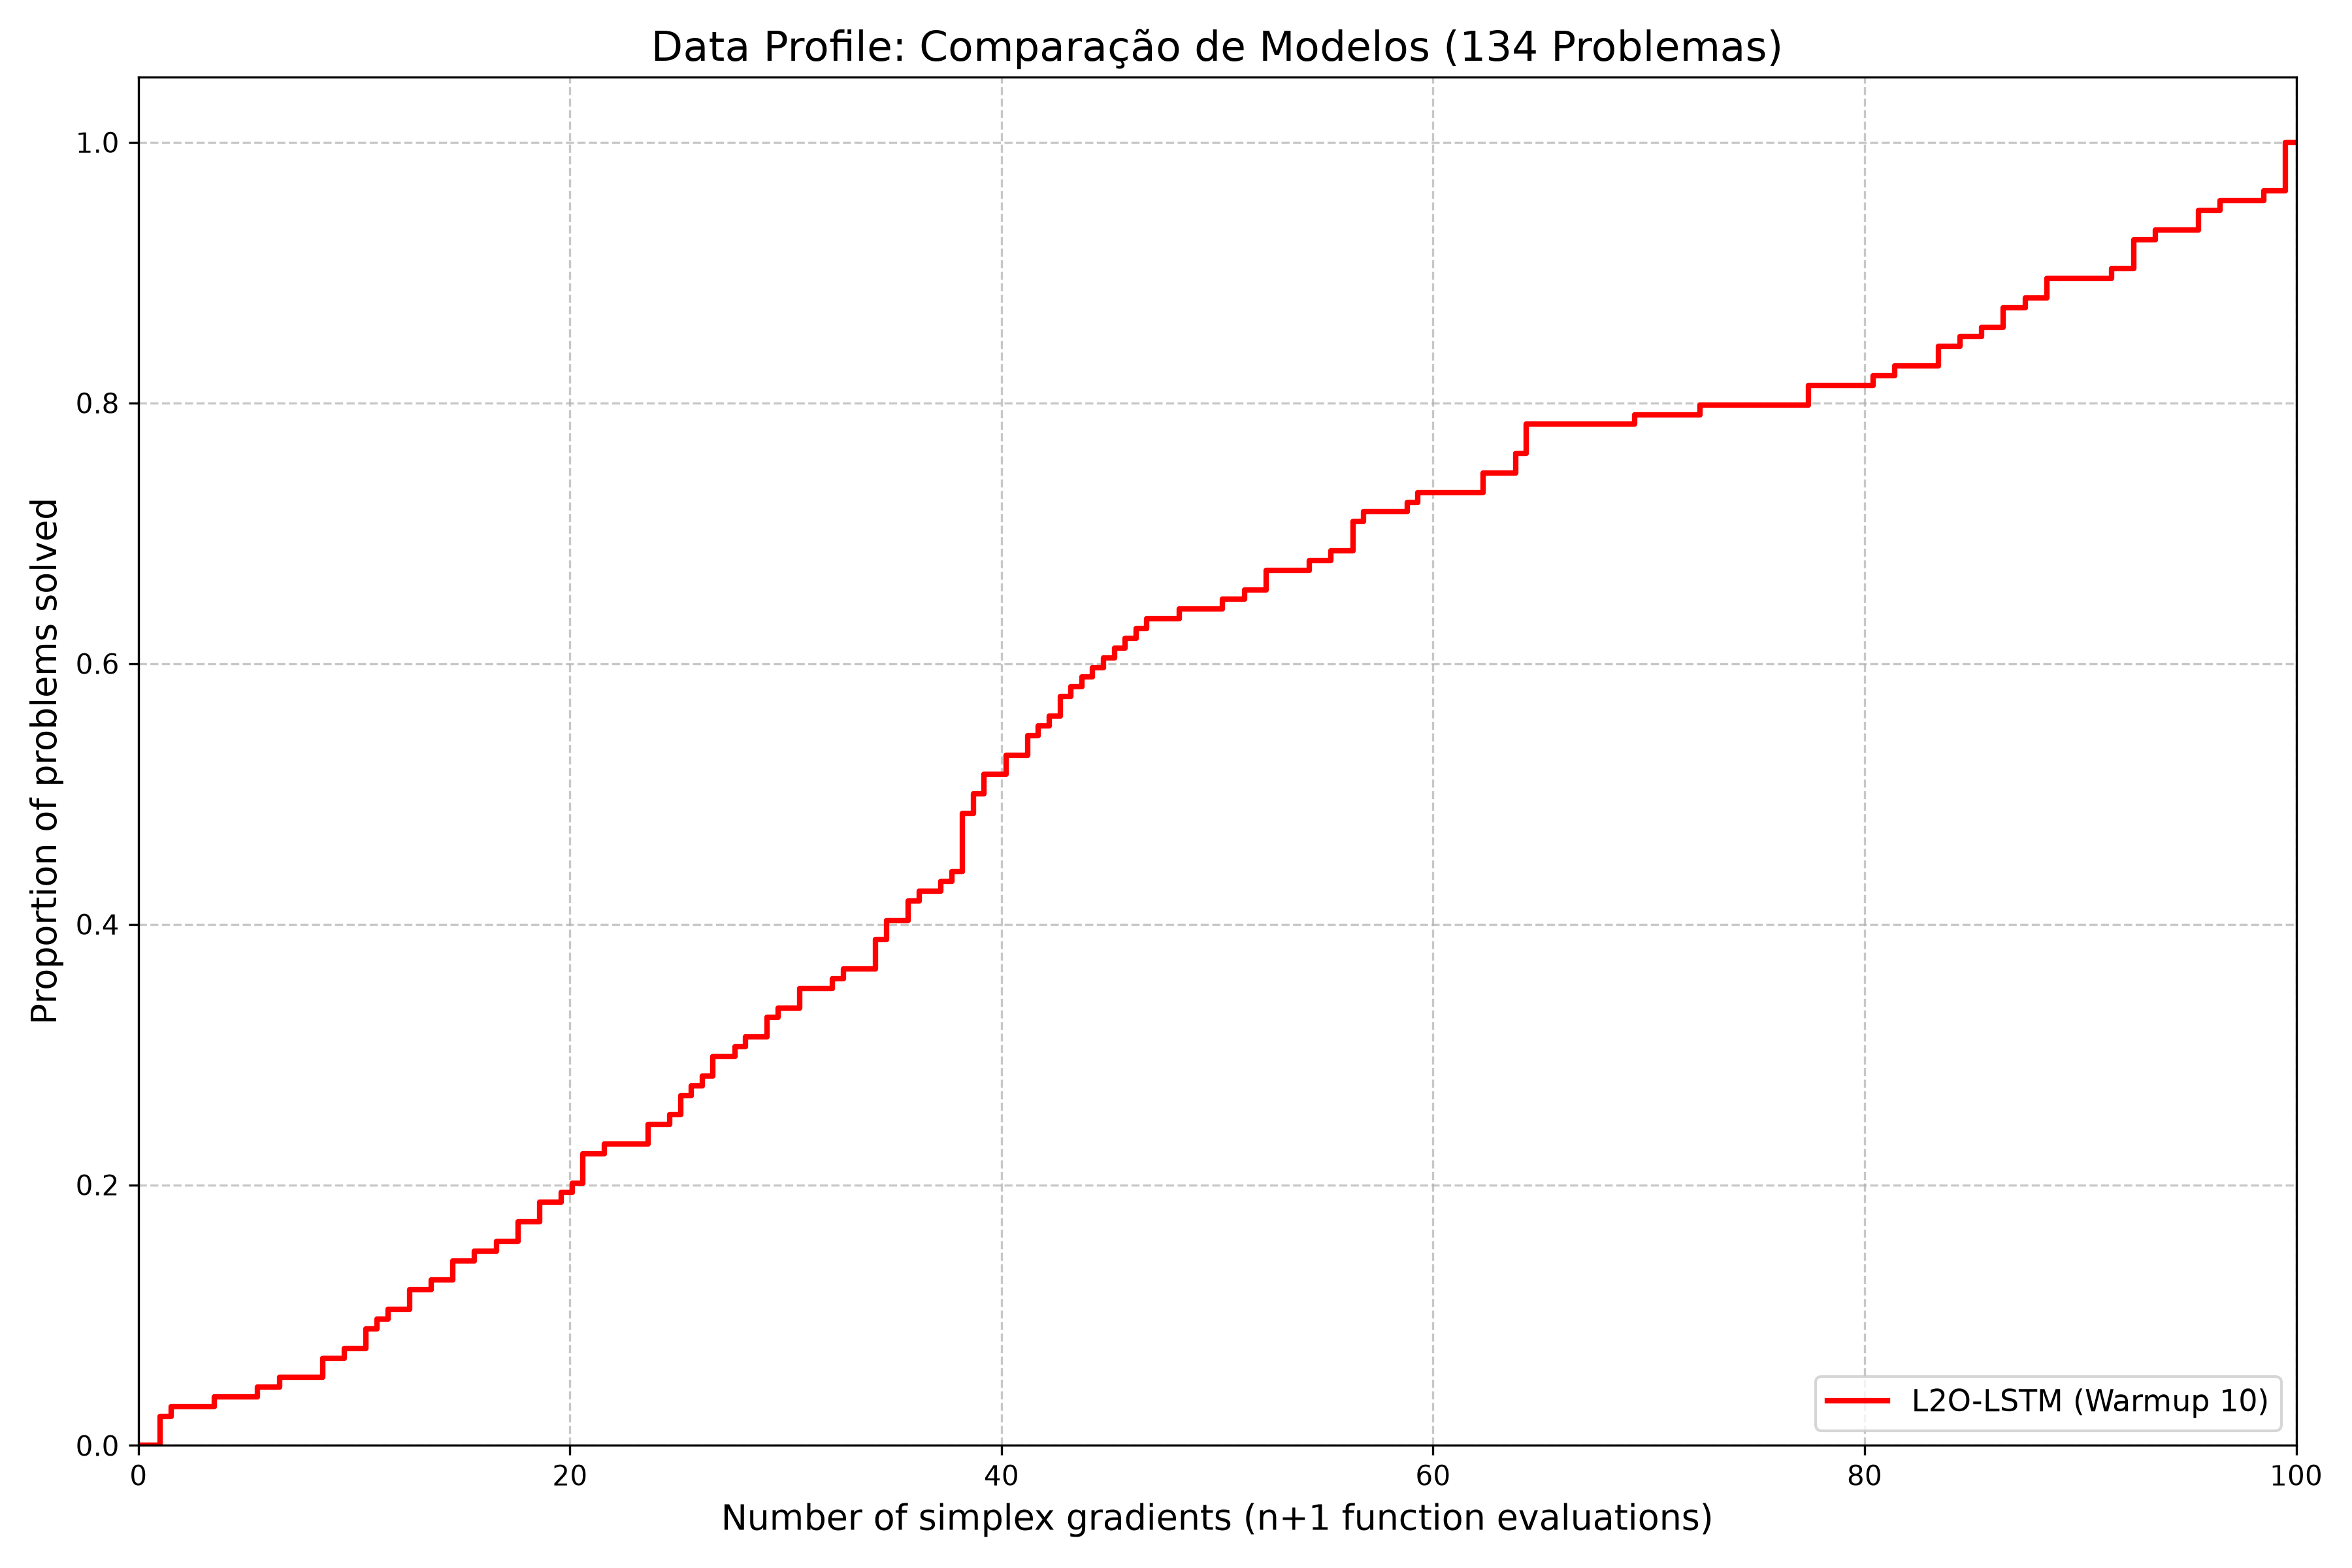 Data Profile: Comparação de Modelos (134 Problemas)
Proportion of problems solved
1.0
0.8
0.6
0.4
0.2
0.0
0 20 40 60 80 100
L2O-LSTM (Warmup 10)
Number of simplex gradients (n+1 function evaluations)